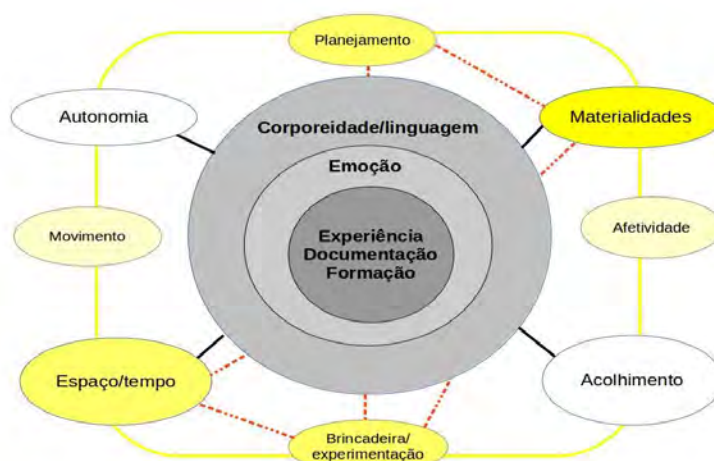 Planejamento
Autonomia
Materialidades
Corporeidade/linguagem
Emoção
Movimento
Experiência
Documentação
Formação
Afetividade
Espaço/tempo
Acolhimento
Brincadeira/
experimentação